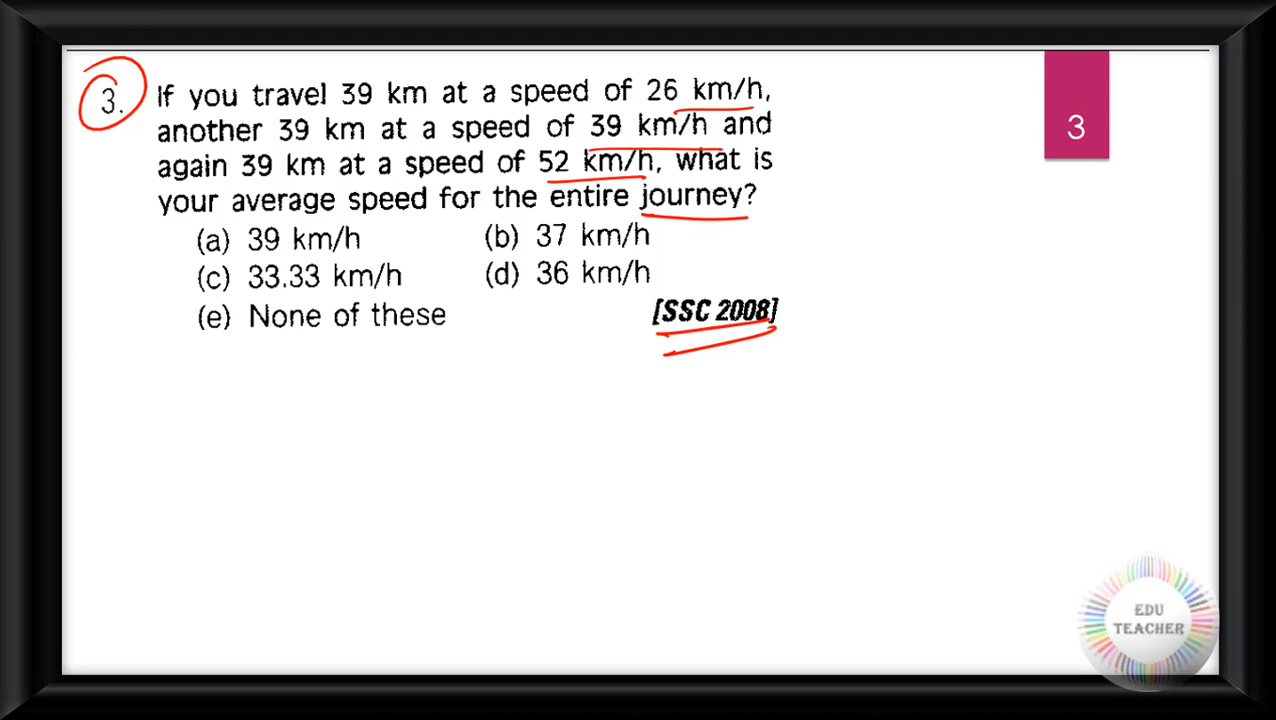 3. If you travel 39 km at a speed of 26 km/h,
another 39 km at a speed of 39 km/h and
again 39 km at a speed of 52 km/h, what is
your average speed for the entire journey?
(a) 39 km/h (b) 37 km/h
(c) 33.33 km/h (d) 36 km/h
(e) None of these [SSC 2008]
3
EDU
TEACHER